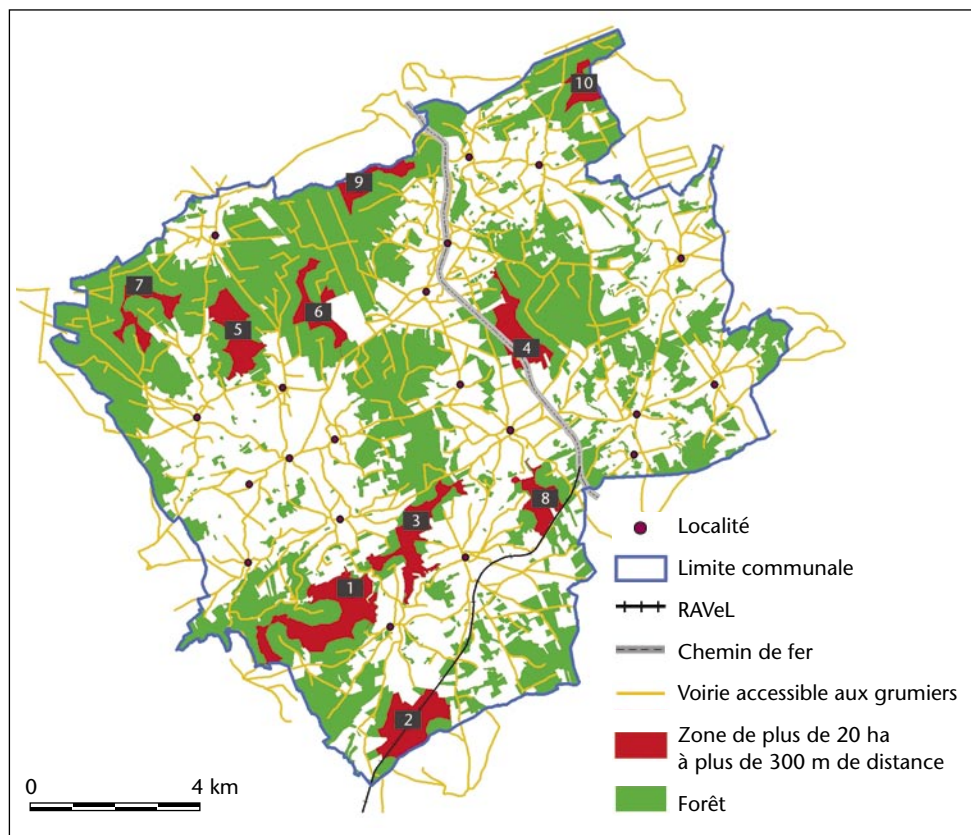 10
9
7
5
6
4
3
8
1
2
Localité
Limite communale
RAVeL
Chemin de fer
Voirie accessible aux grumiers
Zone de plus de 20 ha
à plus de 300 m de distance
Forêt
0 4 km